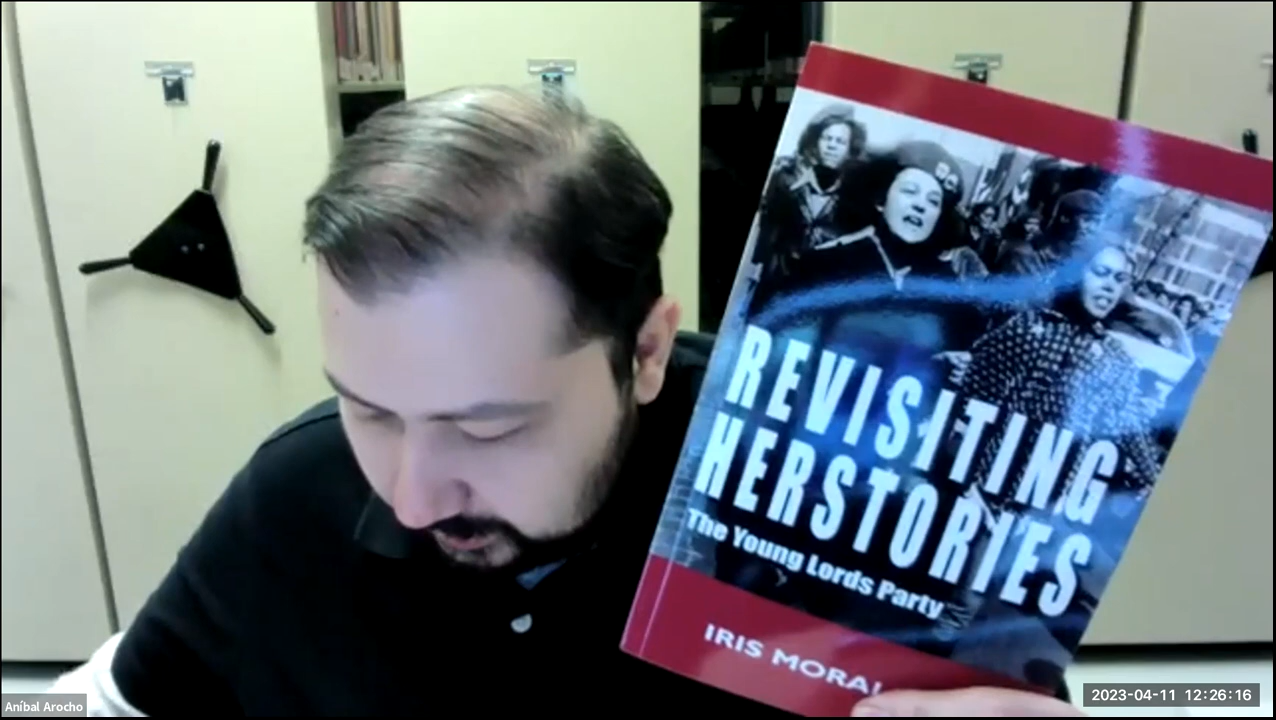 REVISITING
HERSTORIES
The Young Lords Party
IRIS MORAL
Aníbal Arocho
2023-04-11 12:26:16